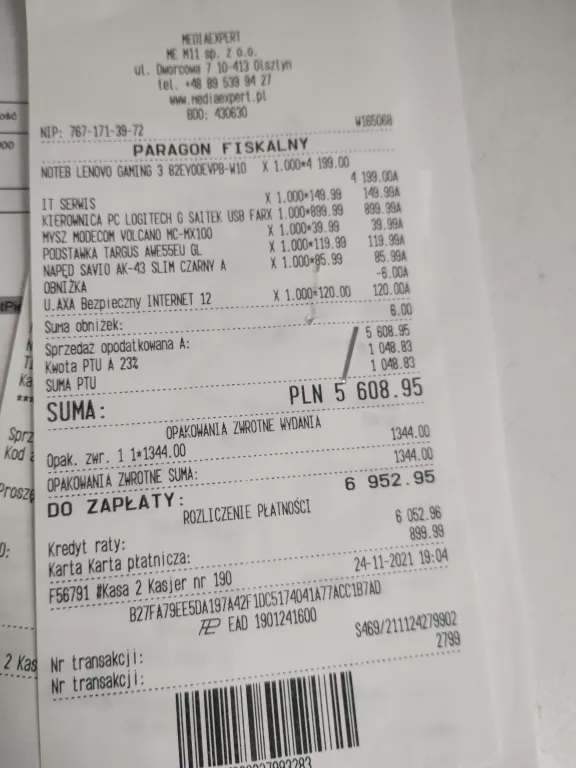 MEDIAEXPERT
ME M11 sp. z o.o.
ul. Dworcowa 7 10-413 Olsztyn
tel. +48 89 539 94 27
www.mediaexpert.pl
BDO: 430630
NIP: 767-171-39-72 W165068
PARAGON FISKALNY
NOTEB LENOVO GAMING 3 82EY00EVPB-W10 X 1.000*4 199.00
4 199.00A
IT SERWIS X 1.000*149.99 149.99A
KIEROWNICA PC LOGITECH G SAITEK USB FARX 1.000*899.99 899.99A
MYSZ MODECOM VOLCANO MC-MX100 X 1.000*39.99 39.99A
PODSTAWKA TARGUS AWE55EU GL X 1.000*119.99 119.99A
NAPĘD SAVIO AK-43 SLIM CZARNY A X 1.000*85.99 85.99A
OBNIŻKA -6.00A
U.AXA Bezpieczny INTERNET 12 X 1.000*120.00 120.00A
Suma obniżek: 6.00
Sprzedaż opodatkowana A: 5 608.95
Kwota PTU A 23% 1 048.83
SUMA PTU 1 048.83
SUMA: PLN 5 608.95
OPAKOWANIA ZWROTNE WYDANIA
Opak. zwr. 1 1*1344.00 1344.00
OPAKOWANIA ZWROTNE SUMA: 1344.00
DO ZAPŁATY: 6 952.95
ROZLICZENIE PŁATNOŚCI
Kredyt raty: 6 052.96
Karta Karta płatnicza: 899.99
F56791 #Kasa 2 Kasjer nr 190 24-11-2021 19:04
B27FA79EE5DA197A42F1DC5174041A77ACC1B7AD
EAD 1901241600
Nr transakcji: S469/211124279902
Nr transakcji: 2799
ość
00
Ka
***
Sprz
Kod
Proszę
D:
2 Kas